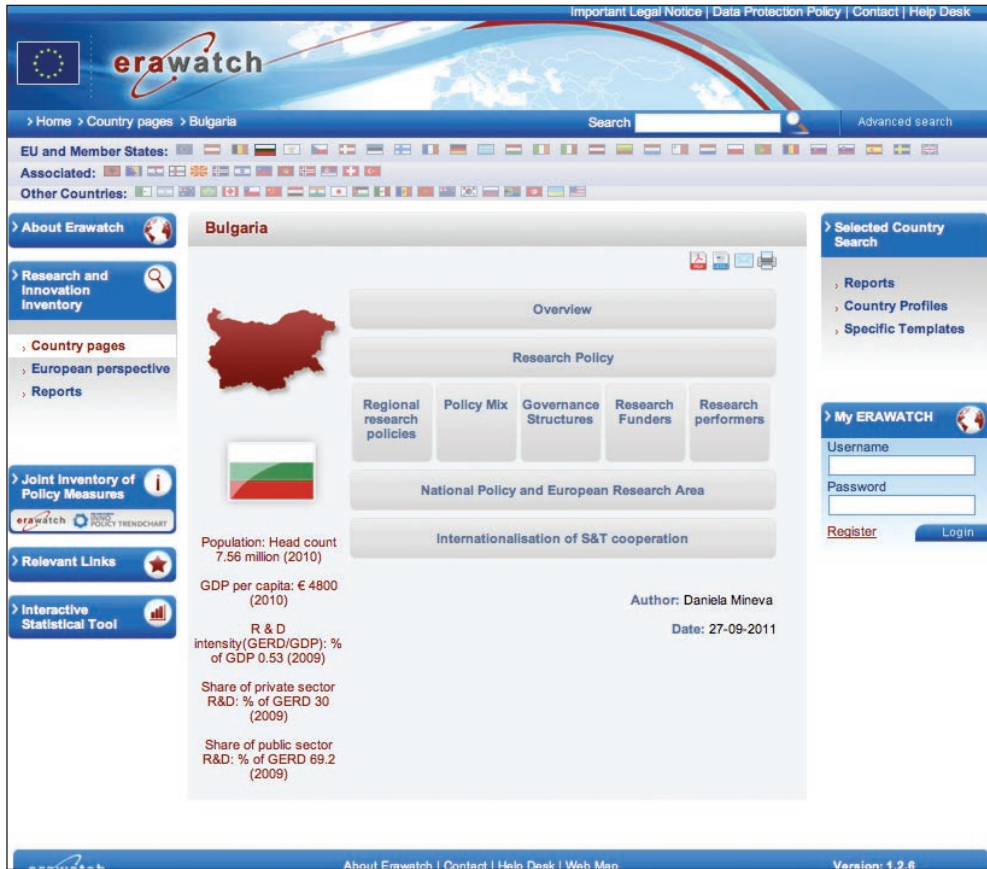 Important Legal Notice | Data Protection Policy | Contact | Help Desk
erawatch
> Home > Country pages > Bulgaria
Search
Advanced search
EU and Member States:
Associated:
Other Countries:
> About Erawatch
> Research and
Innovation
Inventory
> Country pages
> European perspective
> Reports
> Joint Inventory of
Policy Measures
erawatch
POLICY TRENDCHART
> Relevant Links
> Interactive
Statistical Tool
Bulgaria
Population: Head count
7.56 million (2010)
GDP per capita: € 4800
(2010)
R & D
intensity(GERD/GDP): %
of GDP 0.53 (2009)
Share of private sector
R&D: % of GERD 30
(2009)
Share of public sector
R&D: % of GERD 69.2
(2009)
Overview
Research Policy
Regional
research
policies
Policy Mix
Governance
Structures
Research
Funders
Research
performers
National Policy and European Research Area
Internationalisation of S&T cooperation
Author: Daniela Mineva
Date: 27-09-2011
> Selected Country
Search
> Reports
> Country Profiles
> Specific Templates
> My ERAWATCH
Username
Password
Register
Login
erawatch
About Erawatch | Contact | Help Desk | Web Map
Version: 1.2.6